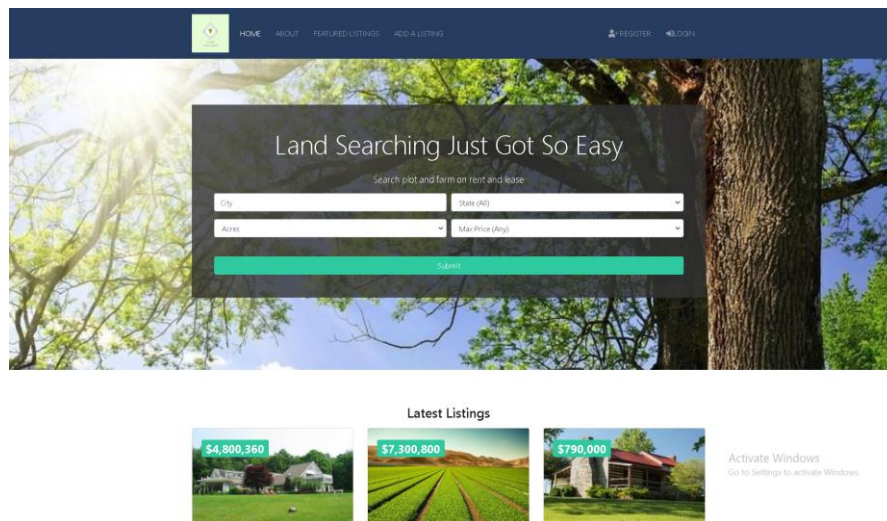 HOME ABOUT FEATURED LISTINGS ADD A LISTING REGISTER LOGIN
Land Searching Just Got So Easy
Search plot and farm on rent and lease
City State (All)
Acres Max Price (Any)
Submit
Latest Listings
$4,800,360 $7,300,800 $790,000
Activate Windows
Go to Settings to activate Windows.